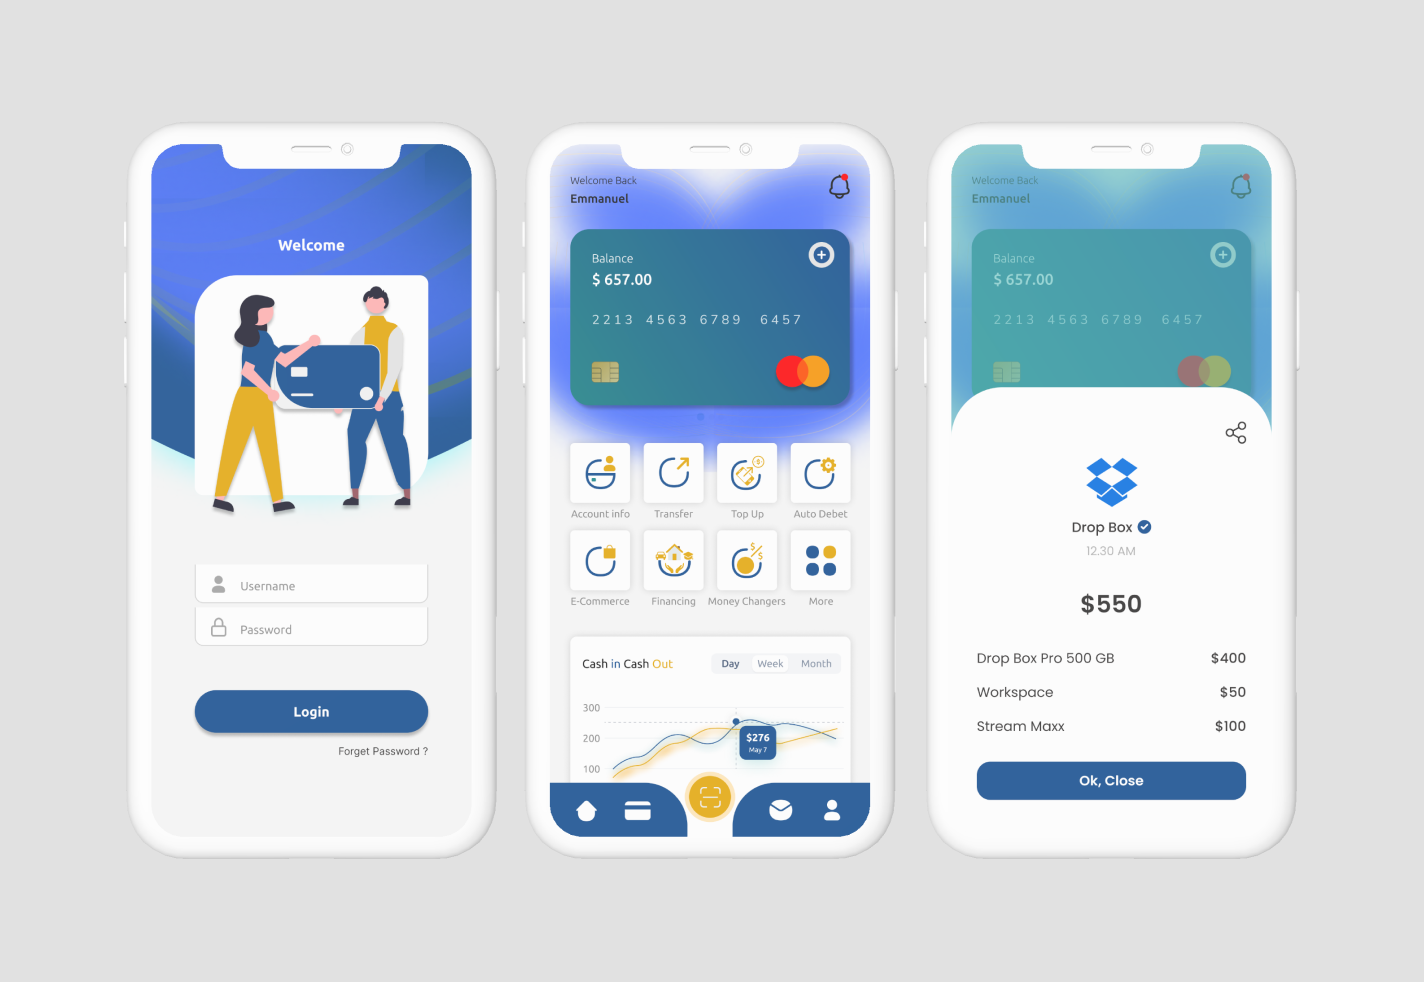 Welcome
Username
Password
Login
Forget Password ?
Welcome Back
Emmanuel
Balance
$ 657.00
2213 4563 6789 6457
Account info
Transfer
Top Up
Auto Debet
E-Commerce
Financing
Money Changers
More
Cash in Cash Out
Day
Week
Month
300
200
100
$276
May 7
Welcome Back
Emmanuel
Balance
$ 657.00
2213 4563 6789 6457
Drop Box
12.30 AM
$550
Drop Box Pro 500 GB $400
Workspace $50
Stream Maxx $100
Ok, Close